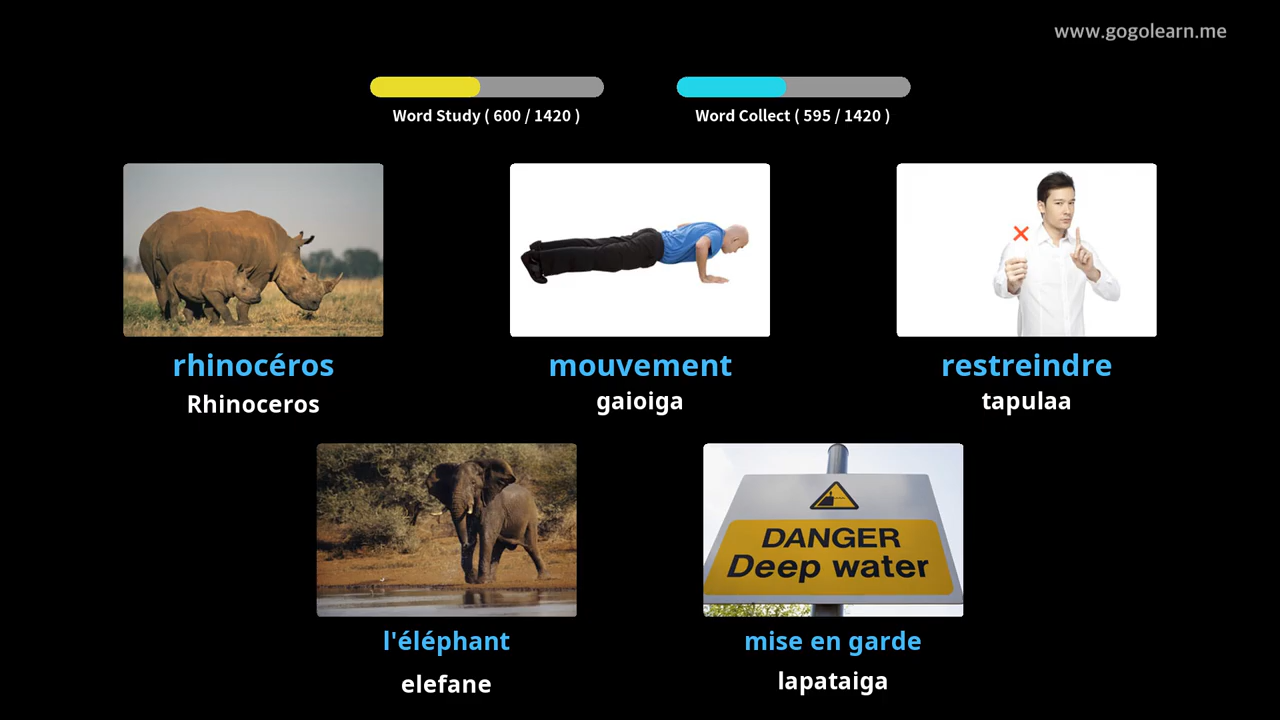 www.gogolearn.me
Word Study ( 600 / 1420 )
Word Collect ( 595 / 1420 )
rhinocéros
Rhinoceros
mouvement
gaioiga
restreindre
tapulaa
DANGER
Deep water
l'éléphant
elefane
mise en garde
lapataiga